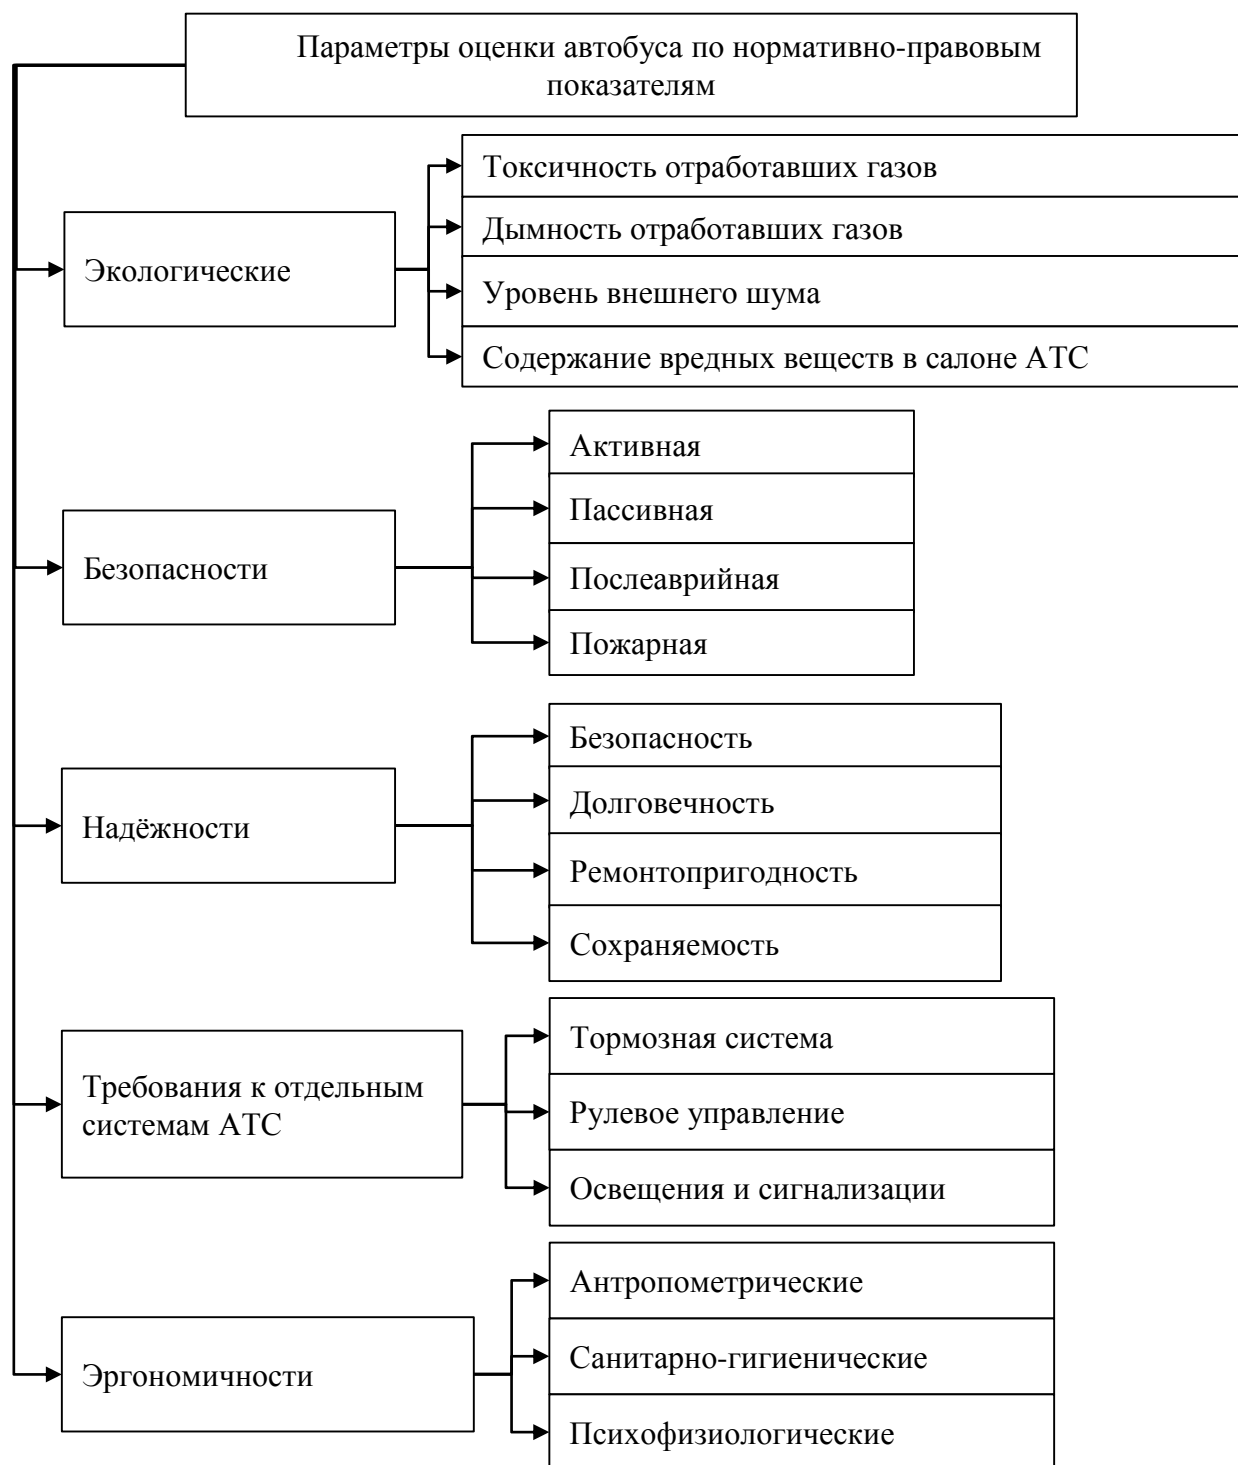 Параметры оценки автобуса по нормативно-правовым
показателям
Экологические
Токсичность отработавших газов
Дымность отработавших газов
Уровень внешнего шума
Содержание вредных веществ в салоне АТС
Безопасности
Активная
Пассивная
Послеаврийная
Пожарная
Надёжности
Безопасность
Долговечность
Ремонтопригодность
Сохраняемость
Требования к отдельным
системам АТС
Тормозная система
Рулевое управление
Освещения и сигнализации
Эргономичности
Антропометрические
Санитарно-гигиенические
Психофизиологические